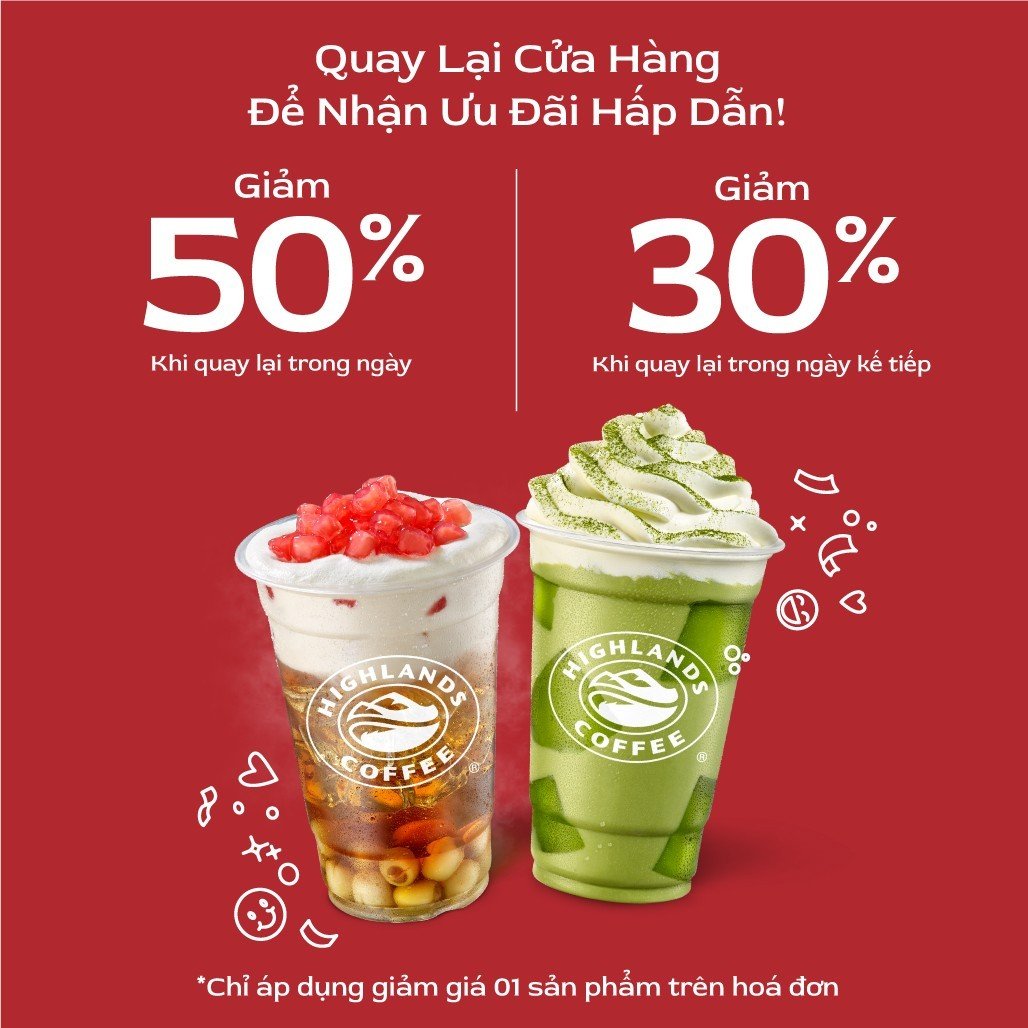 Quay Lại Cửa Hàng
Để Nhận Ưu Đãi Hấp Dẫn!
Giảm
50%
Khi quay lại trong ngày
Giảm
30%
Khi quay lại trong ngày kế tiếp
HIGHLANDS
COFFEE
®
HIGHLANDS
COFFEE
®
*Chỉ áp dụng giảm giá 01 sản phẩm trên hoá đơn